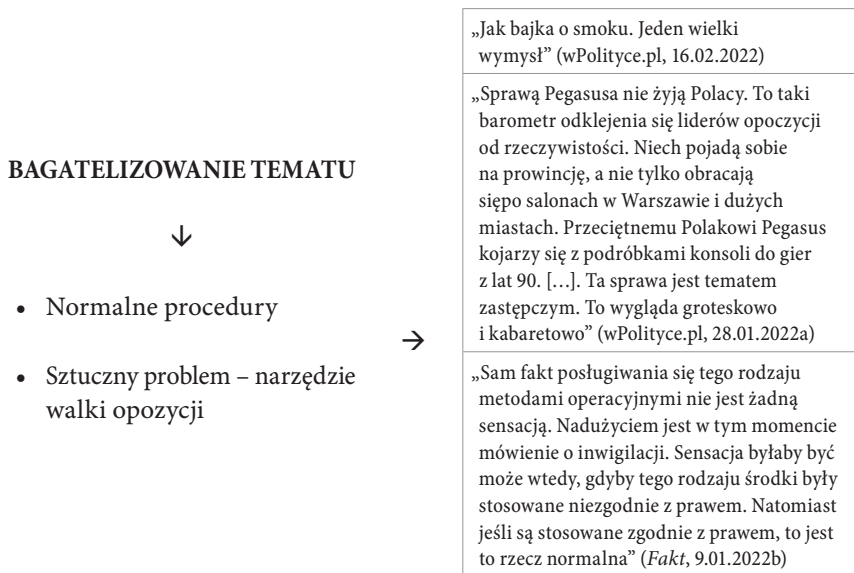 BAGATELIZOWANIE TEMATU
↓
• Normalne procedury
• Sztuczny problem – narzędzie
walki opozycji
→
„Jak bajka o smoku. Jeden wielki
wymysł” (wPolityce.pl, 16.02.2022)
„Sprawą Pegasusa nie żyją Polacy. To taki
barometr odklejenia się liderów opoczycji
od rzeczywistości. Niech pojadą sobie
na prowincję, a nie tylko obracają
siępo salonach w Warszawie i dużych
miastach. Przeciętnemu Polakowi Pegasus
kojarzy się z podróbkami konsoli do gier
z lat 90. […]. Ta sprawa jest tematem
zastępczym. To wygląda groteskowo
i kabaretowo” (wPolityce.pl, 28.01.2022a)
„Sam fakt posługiwania się tego rodzaju
metodami operacyjnymi nie jest żadną
sensacją. Nadużyciem jest w tym momencie
mówienie o inwigilacji. Sensacja byłaby być
może wtedy, gdyby tego rodzaju środki były
stosowane niezgodnie z prawem. Natomiast
jeśli są stosowane zgodnie z prawem, to jest
to rzecz normalna” (Fakt, 9.01.2022b)